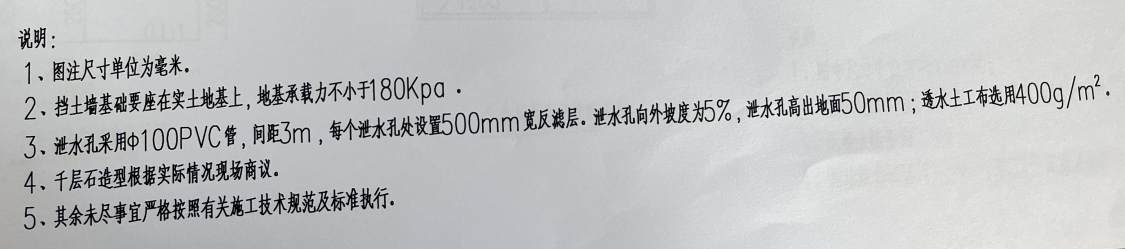 说明：
1、图注尺寸单位为毫米。
2、挡土墙基础要座在实土地基上，地基承载力不小于180Kpa。
3、泄水孔采用Φ100PVC管，间距3m，每个泄水孔处设置500mm宽反滤层。泄水孔向外坡度为5%，泄水孔高出地面50mm；透水土工布选用400g/m²。
4、千层石造型根据实际情况现场商议。
5、其余未尽事宜严格按照有关施工技术规范及标准执行。